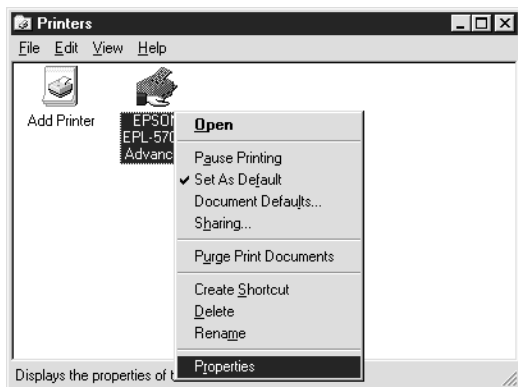 Printers
File Edit View Help
Add Printer
EPSON
EPL-570
Advanc
Open
Pause Printing
Set As Default
Document Defaults...
Sharing...
Purge Print Documents
Create Shortcut
Delete
Rename
Properties
Displays the properties of t